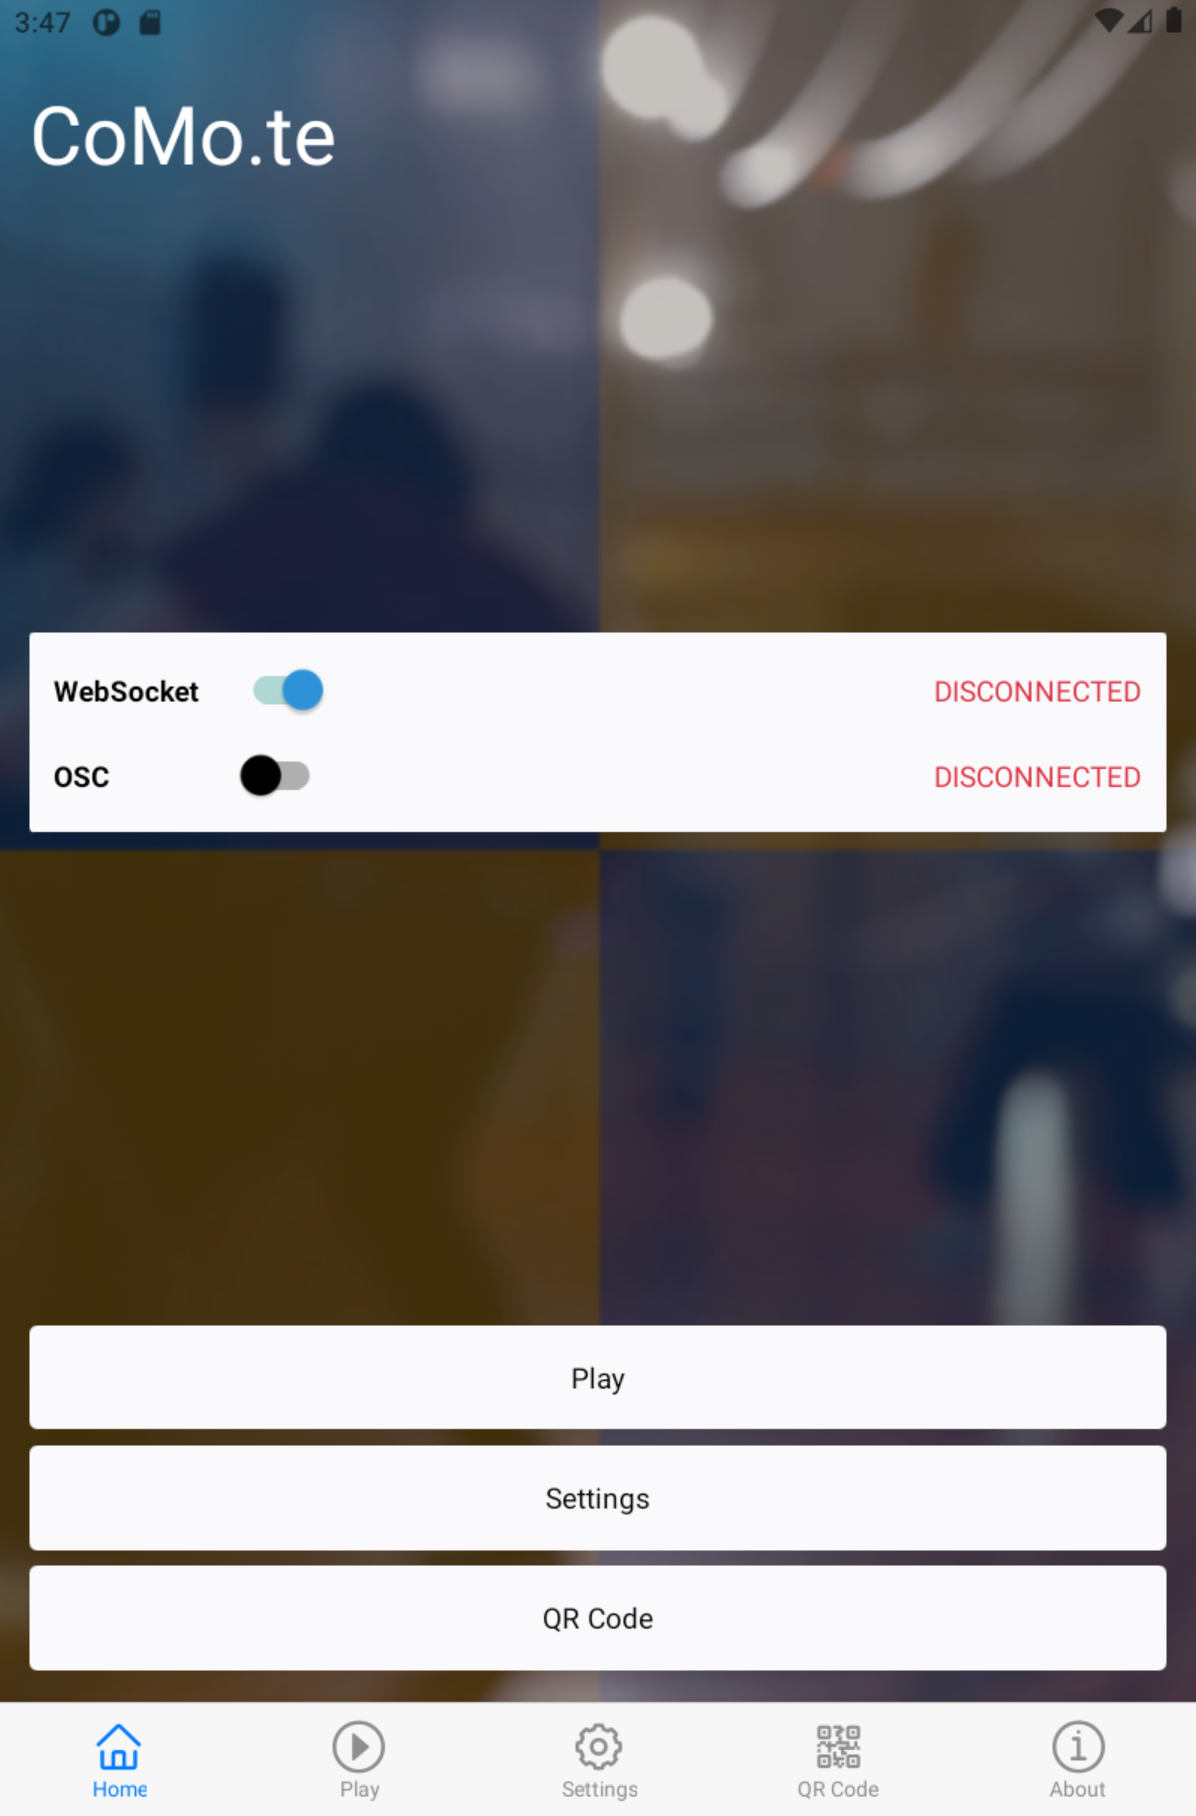 3:47
CoMo.te
WebSocket DISCONNECTED
OSC DISCONNECTED
Play
Settings
QR Code
Home Play Settings QR Code About